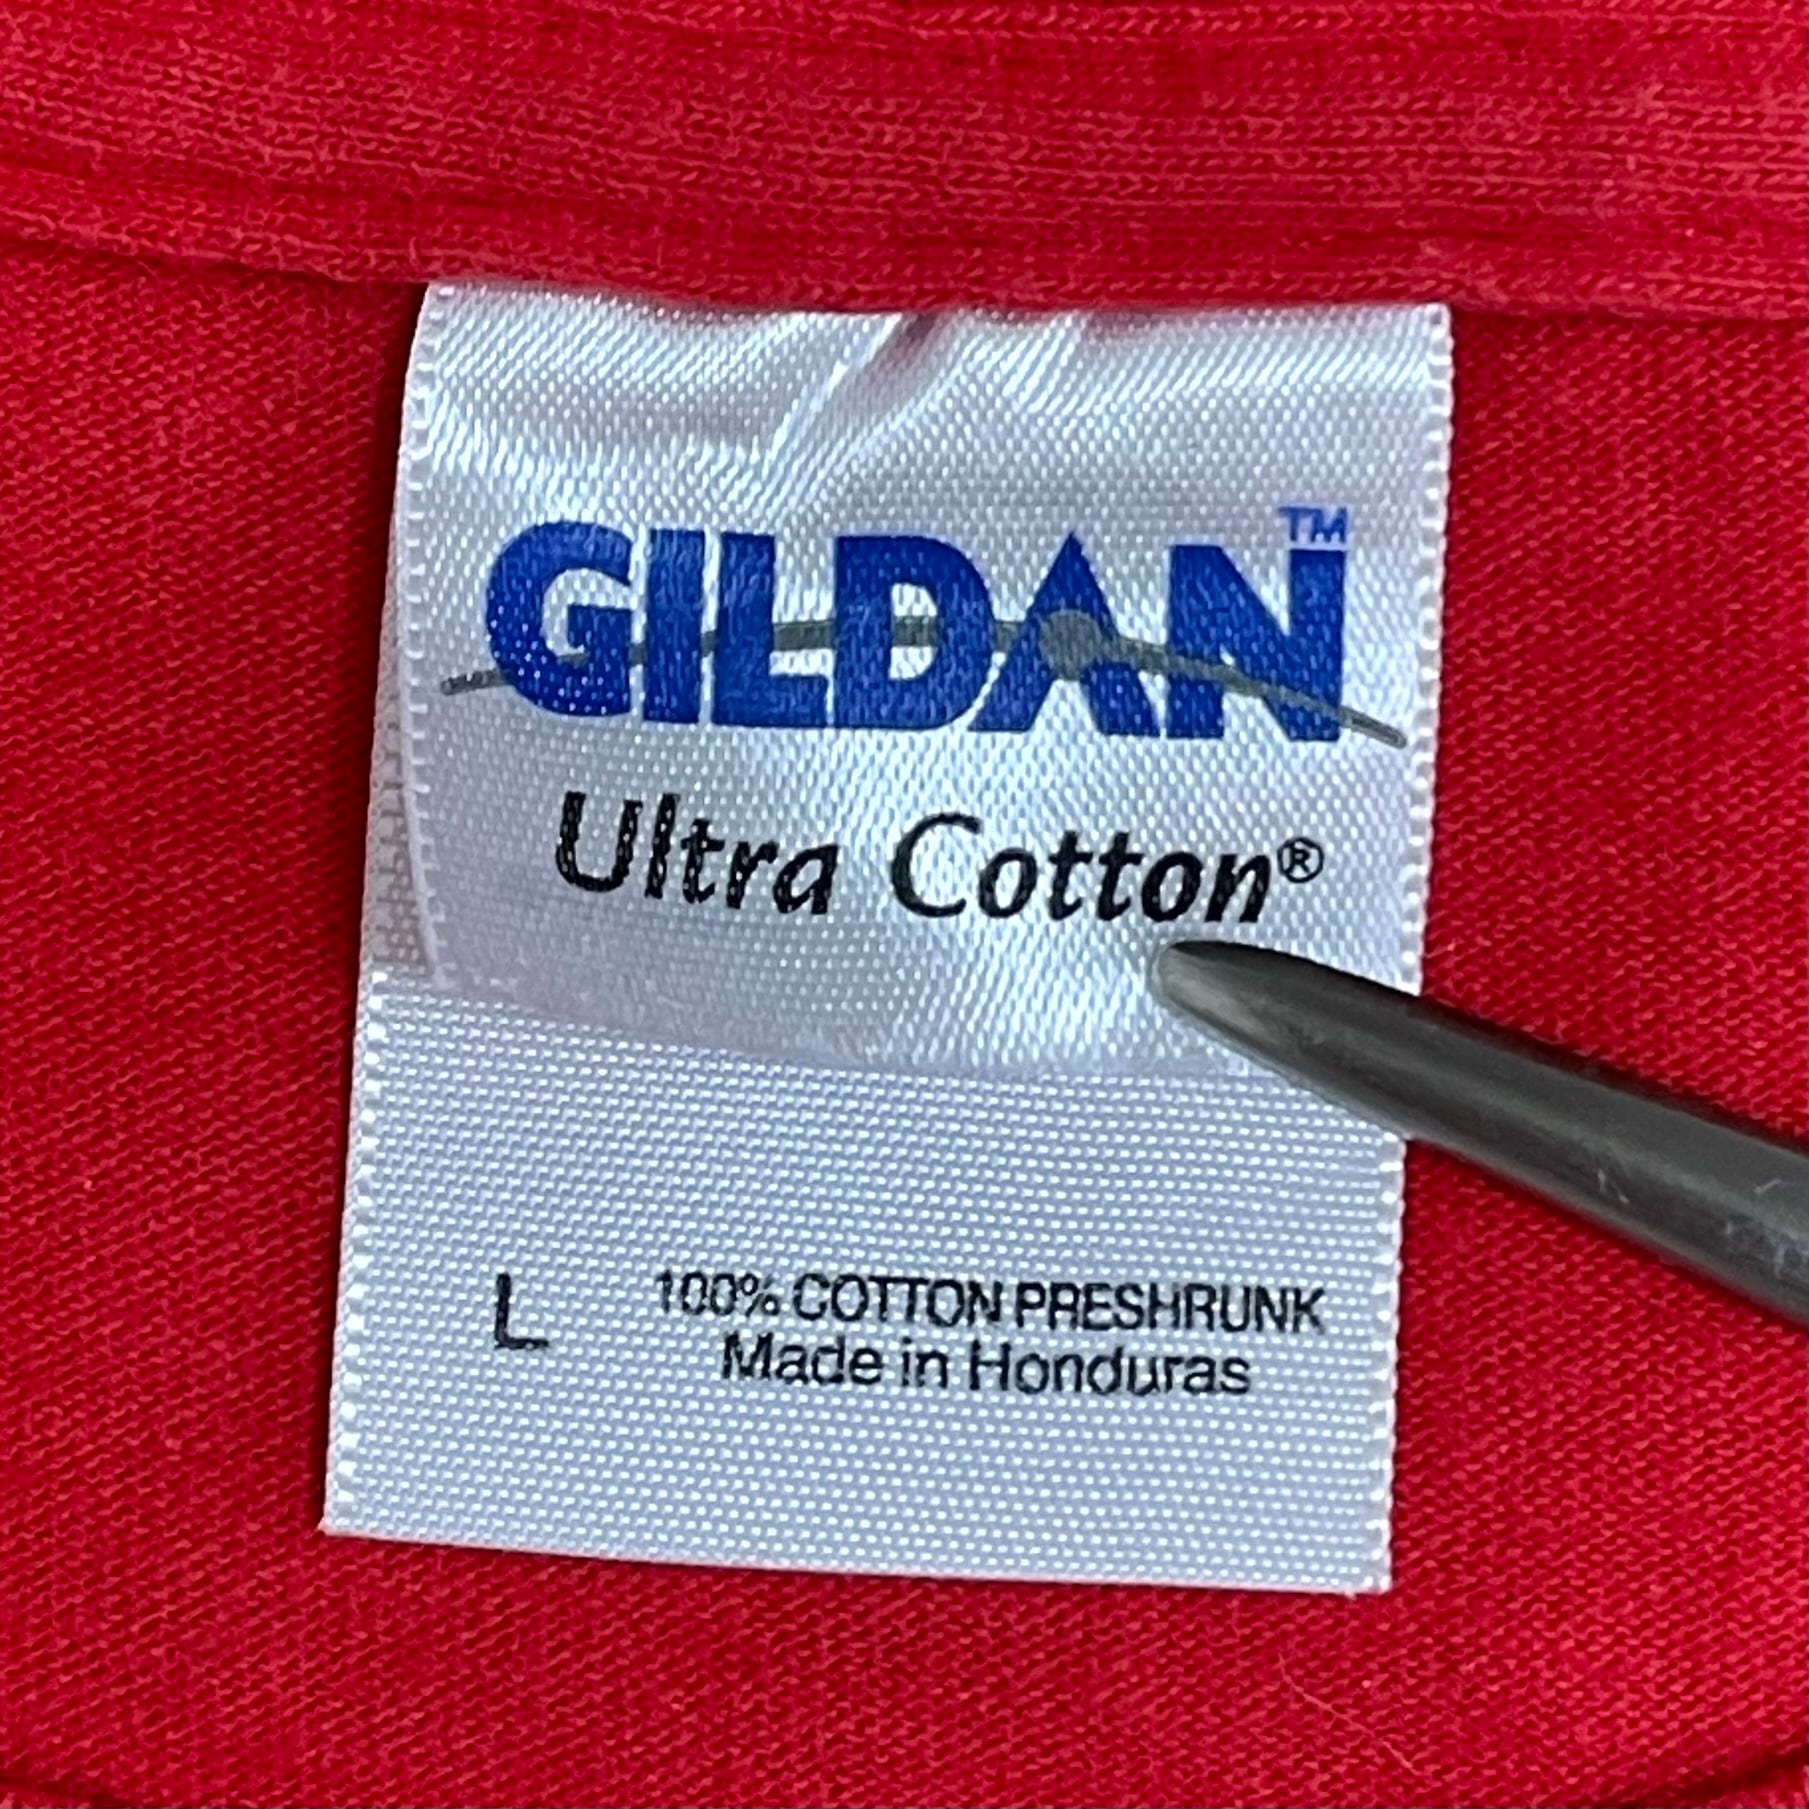 GILDAN™
Ultra Cotton®
L 100% COTTON PRESHRUNK
Made in Honduras